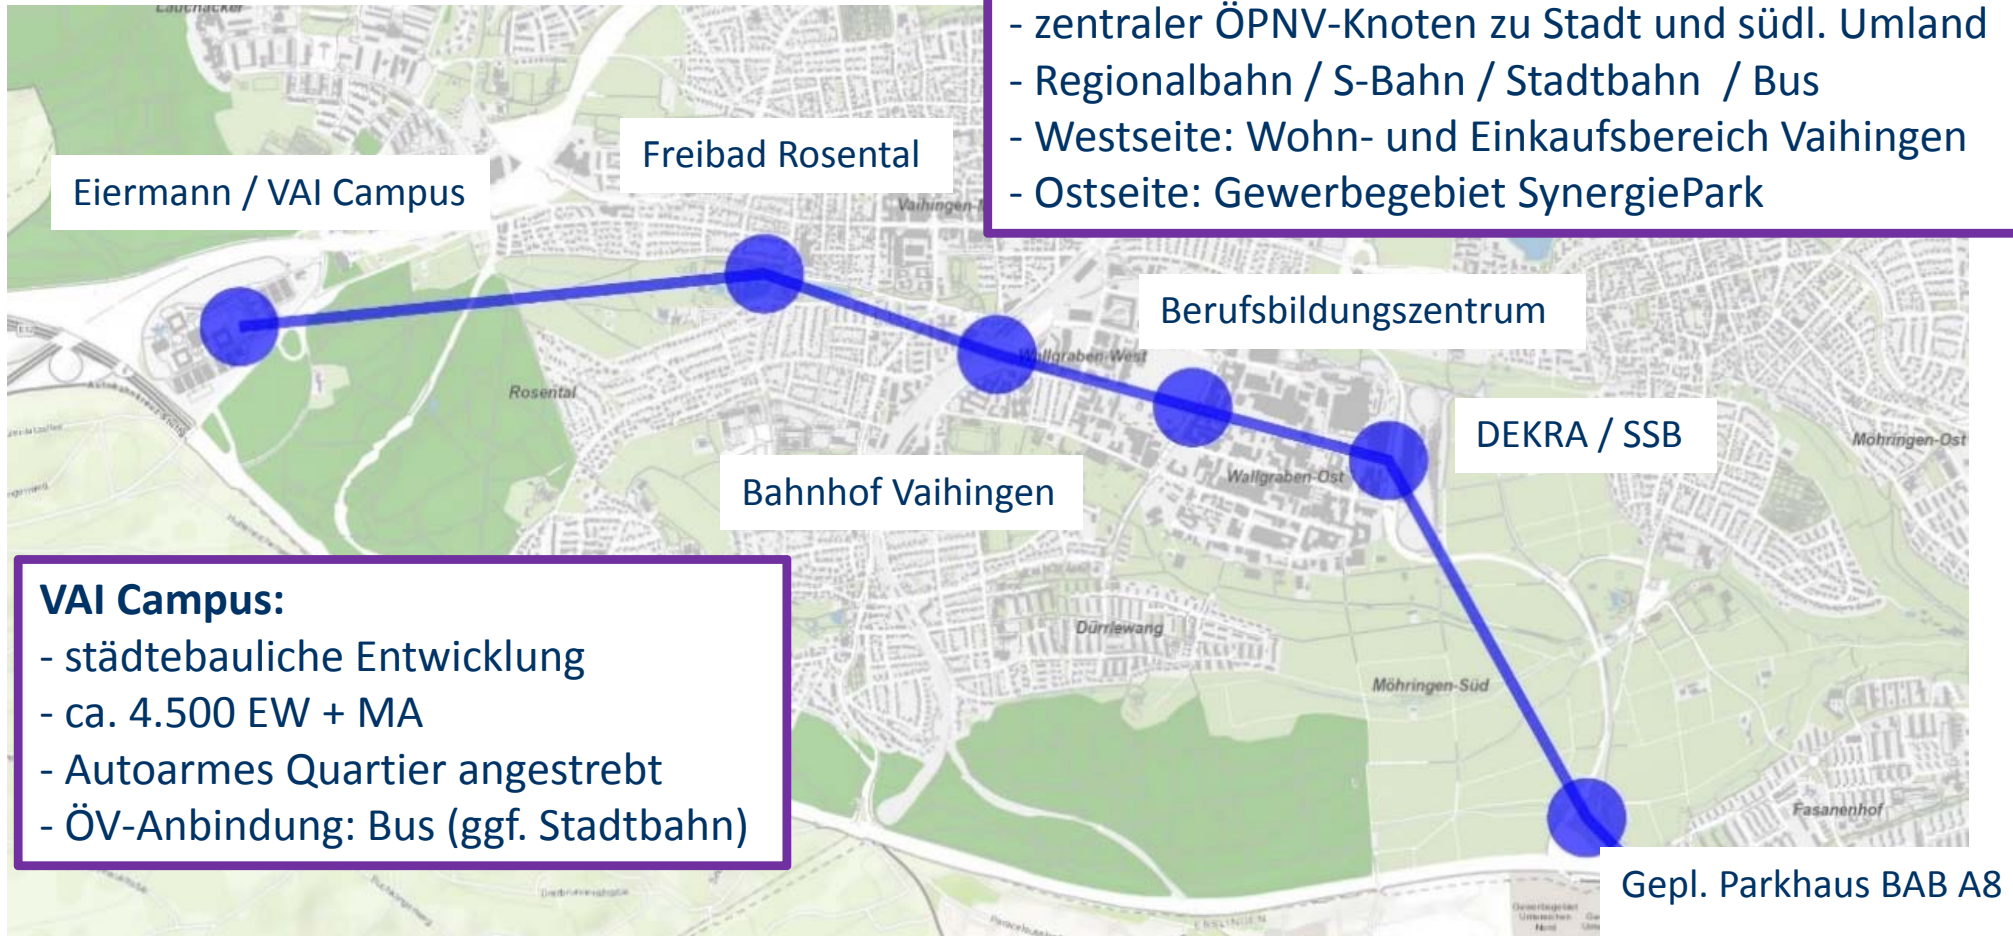 - zentraler ÖPNV-Knoten zu Stadt und südl. Umland
- Regionalbahn / S-Bahn / Stadtbahn / Bus
- Westseite: Wohn- und Einkaufsbereich Vaihingen
- Ostseite: Gewerbegebiet SynergiePark
Lauchäcker
Freibad Rosental
Eiermann / VAI Campus
Berufsbildungszentrum
Wallgraben-West
Rosental
DEKRA / SSB
Möhringen-Ost
Wallgraben-Ost
Bahnhof Vaihingen
VAI Campus:
- städtebauliche Entwicklung
- ca. 4.500 EW + MA
- Autoarmes Quartier angestrebt
- ÖV-Anbindung: Bus (ggf. Stadtbahn)
Dürrlewang
Möhringen-Süd
Fasanenhof
Gepl. Parkhaus BAB A8
ESSLINGEN